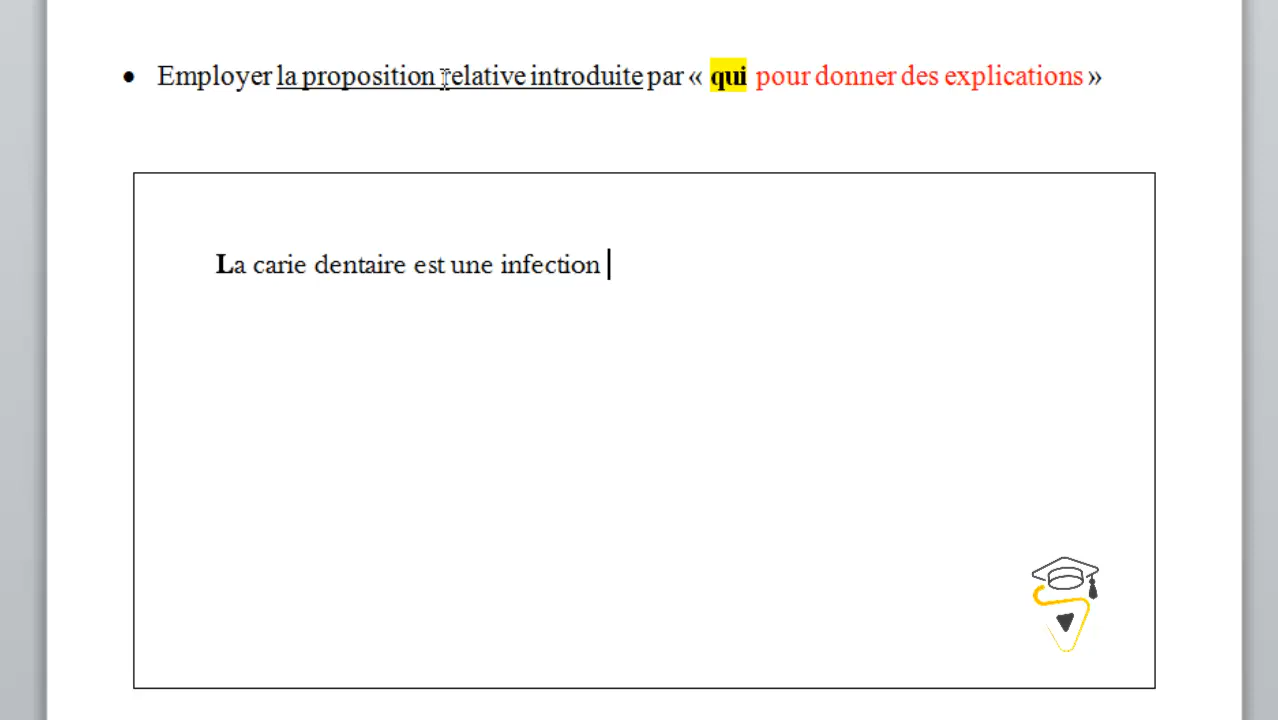 • Employer la proposition relative introduite par « qui pour donner des explications »
La carie dentaire est une infection